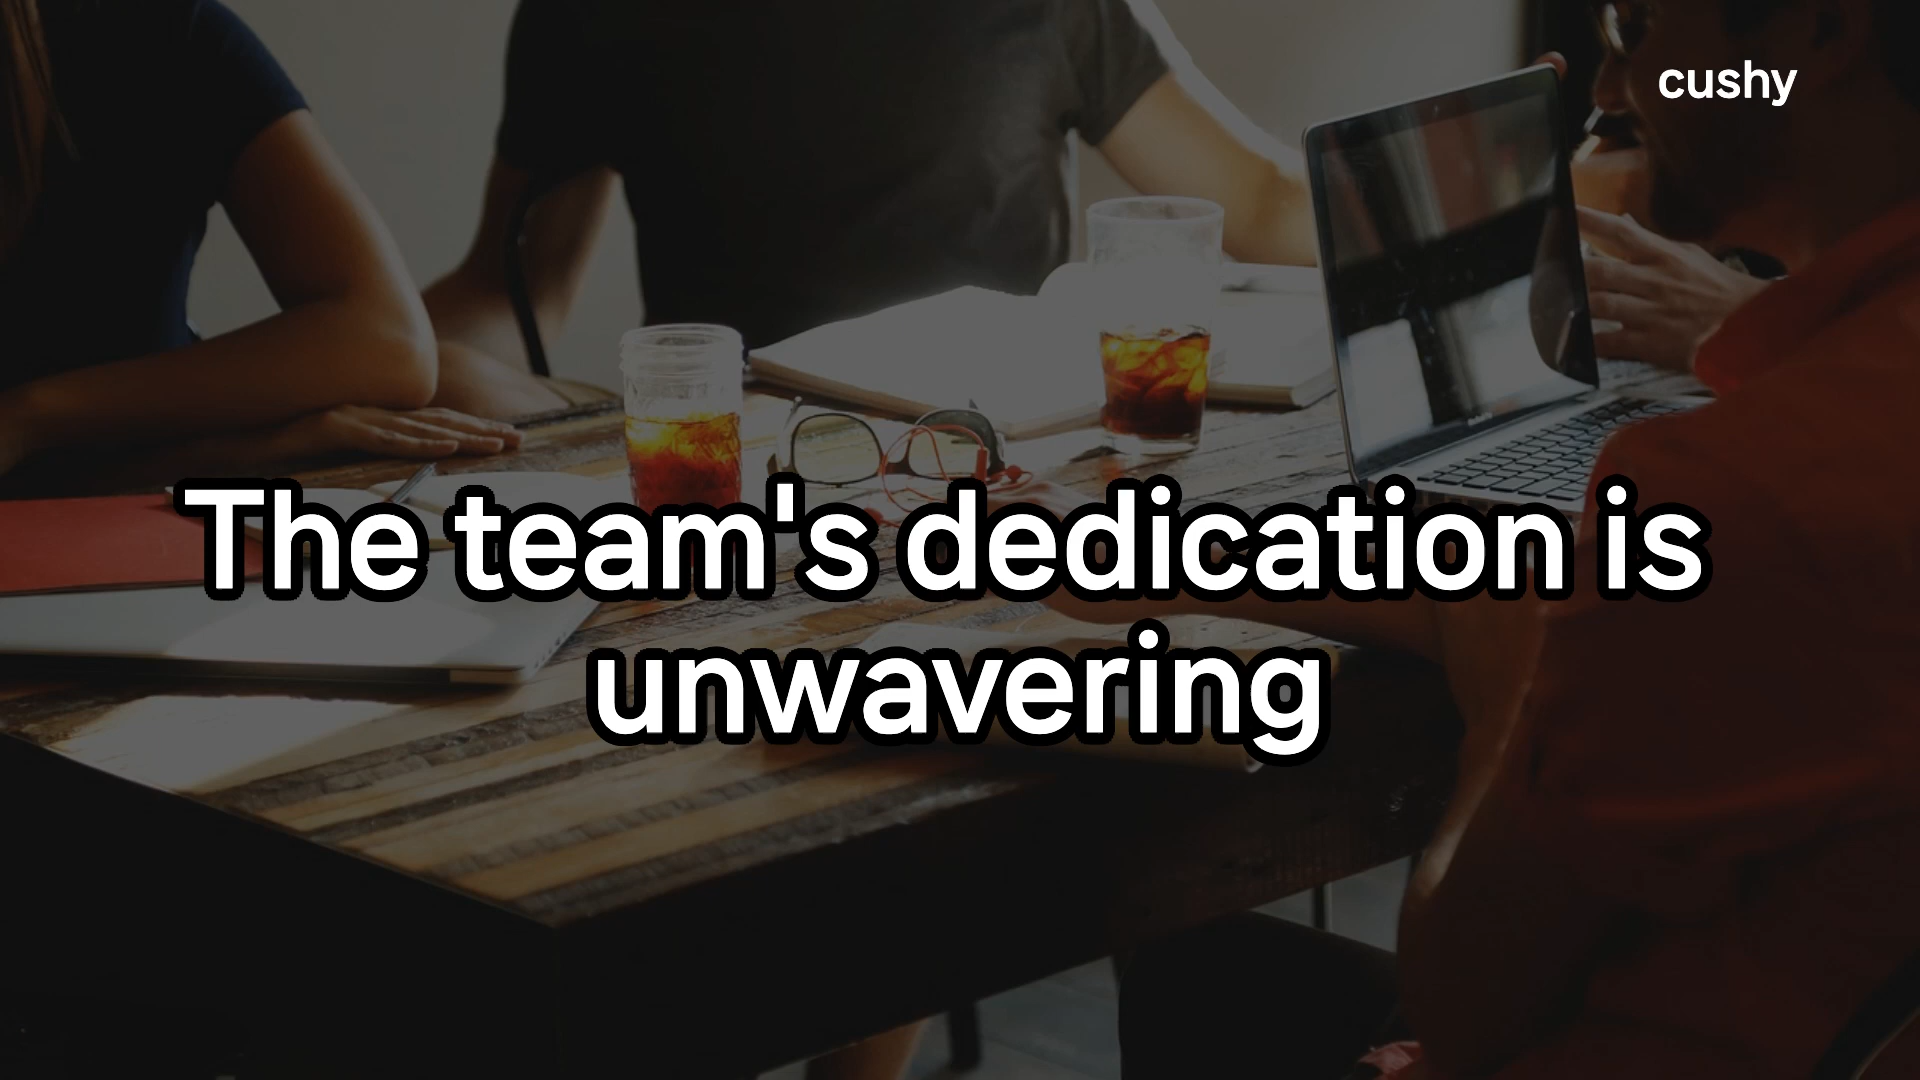 cushy
The team's dedication is
unwavering